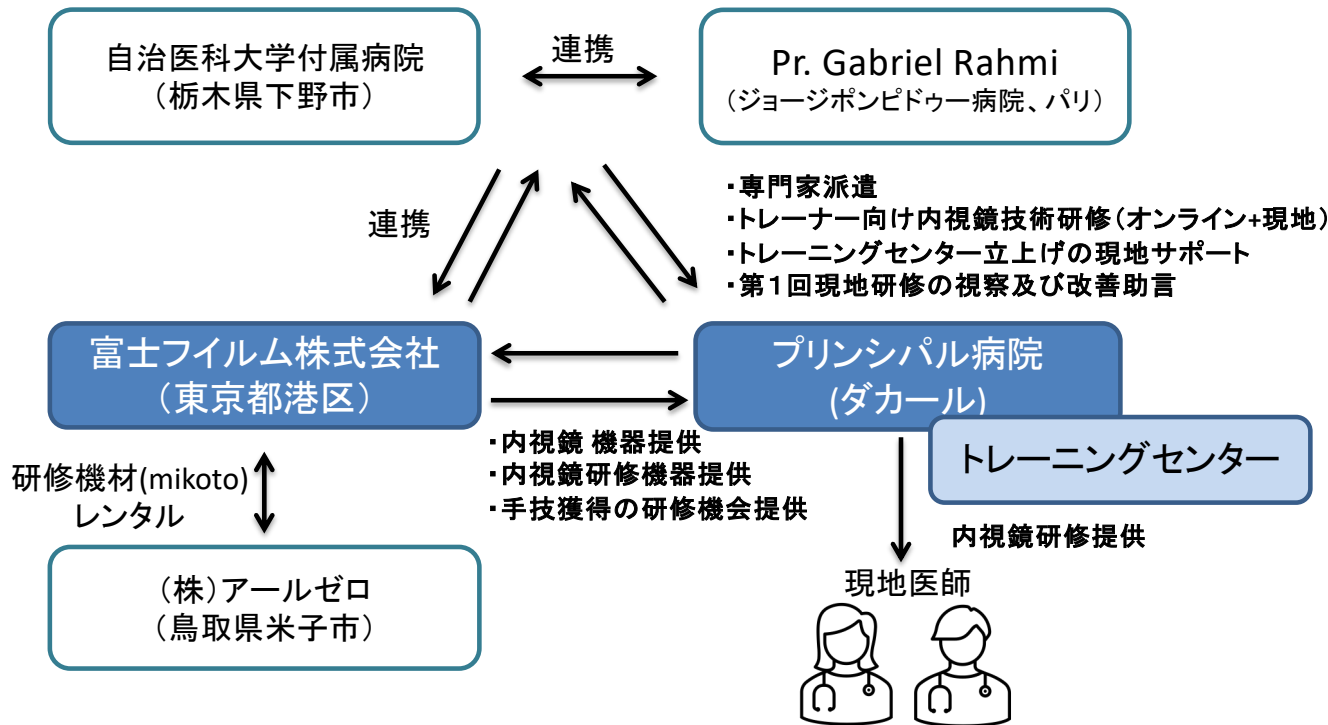 自治医科大学付属病院
（栃木県下野市）
連携
Pr. Gabriel Rahmi
（ジョージポンピドゥー病院、パリ）
連携
・専門家派遣
・トレーナー向け内視鏡技術研修（オンライン+現地）
・トレーニングセンター立上げの現地サポート
・第１回現地研修の視察及び改善助言
富士フイルム株式会社
（東京都港区）
プリンシパル病院
(ダカール)
トレーニングセンター
・内視鏡 機器提供
・内視鏡研修機器提供
・手技獲得の研修機会提供
研修機材(mikoto)
レンタル
（株）アールゼロ
（鳥取県米子市）
内視鏡研修提供
現地医師